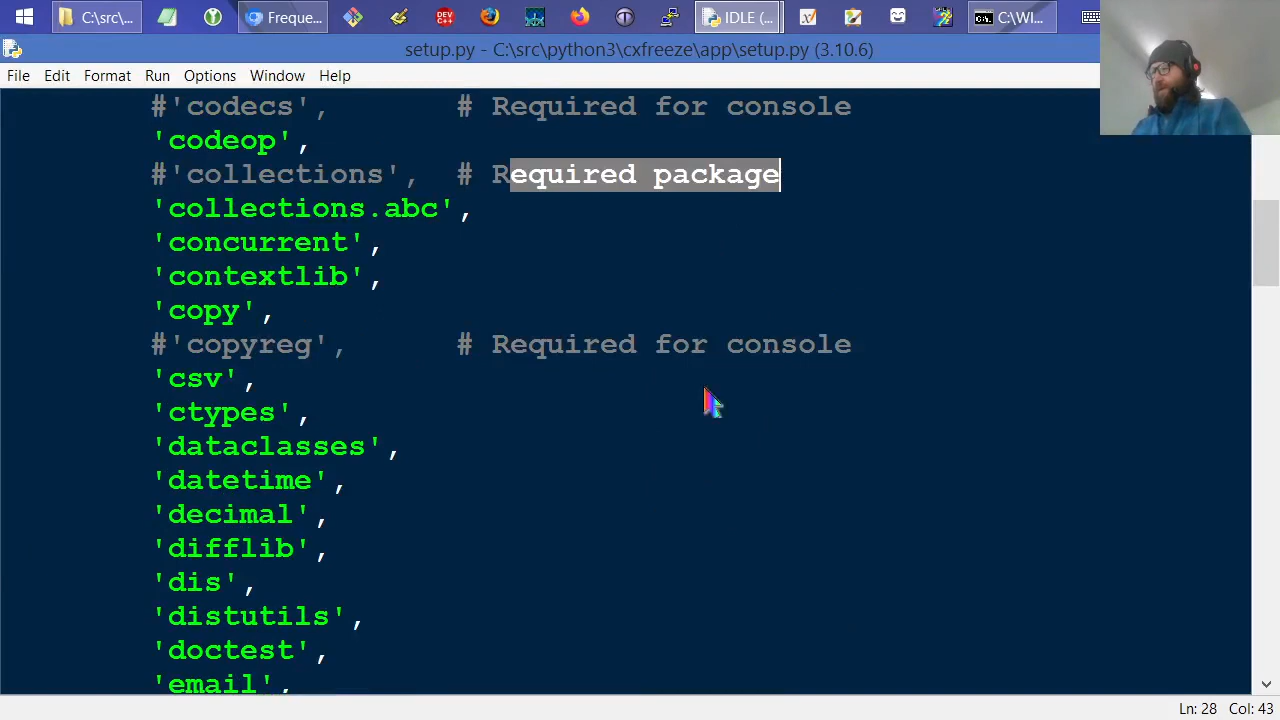 C:\src\...
Freque...
DEV
C++
IDLE (...
C:\WI...
setup.py - C:\src\python3\cxfreeze\app\setup.py (3.10.6)
File Edit Format Run Options Window Help
#'codecs', # Required for console
'codeop',
#'collections', # Required package
'collections.abc',
'concurrent',
'contextlib',
'copy',
#'copyreg', # Required for console
'csv',
'ctypes',
'dataclasses',
'datetime',
'decimal',
'difflib',
'dis',
'distutils',
'doctest',
'email',
Ln: 28 Col: 43